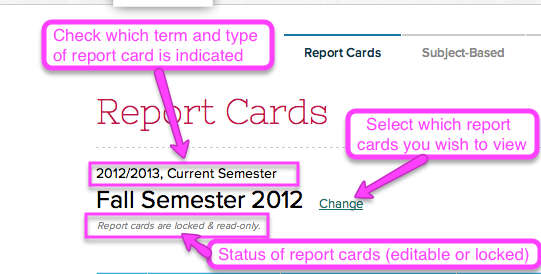 Check which term and type
of report card is indicated
Report Cards
Subject-Based
Report Cards
Select which report
cards you wish to view
2012/2013, Current Semester
Fall Semester 2012
Change
Report cards are locked & read-only.
Status of report cards (editable or locked)